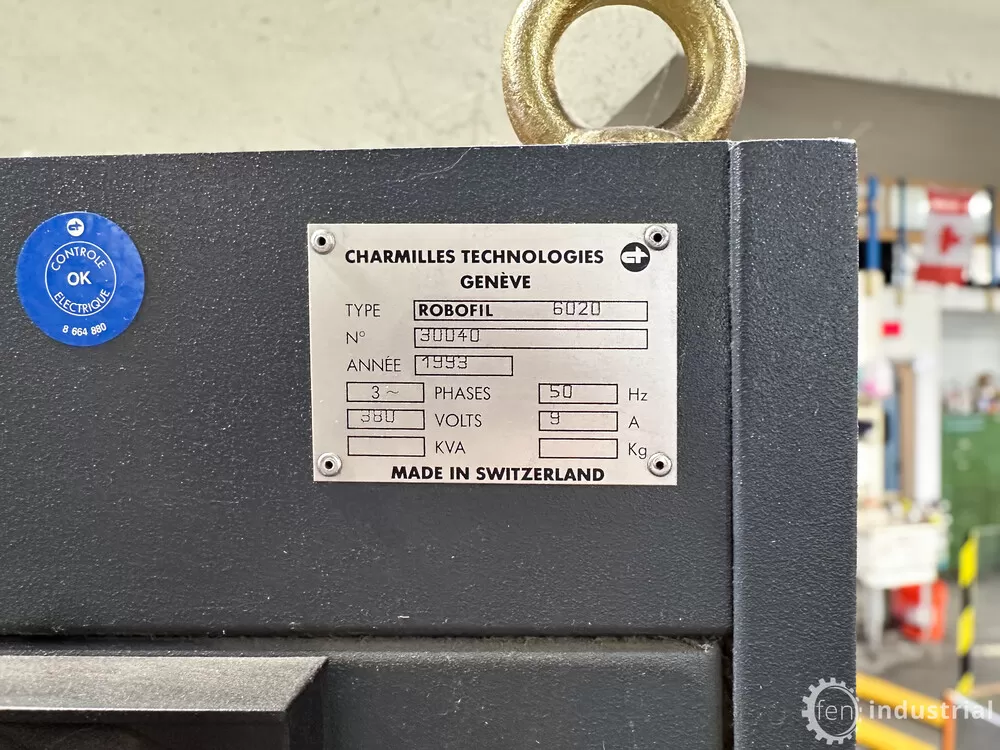 CONTROLE
OK
ELECTRIQUE
8 664 880
CHARMILLES TECHNOLOGIES
GENÈVE
TYPE ROBOFIL 6020
N° 30040
ANNÉE 1993
3 ~ PHASES 50 Hz
380 VOLTS 9 A
KVA Kg
MADE IN SWITZERLAND
fen industrial